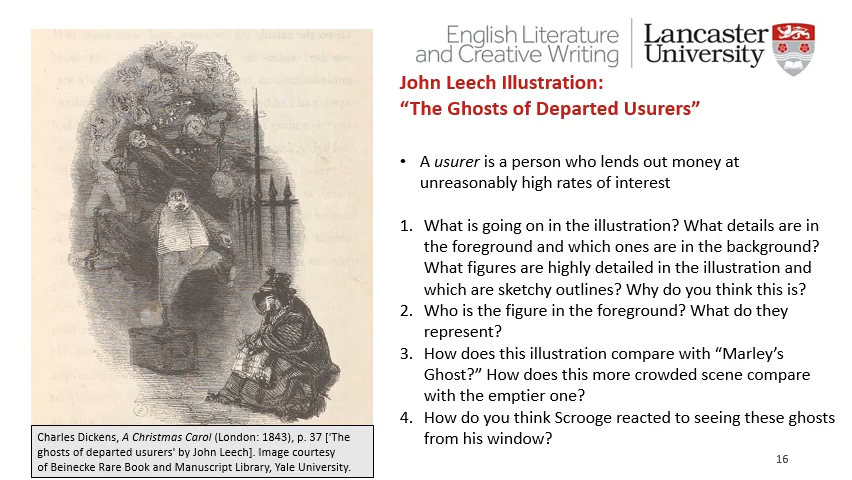 English Literature
and Creative Writing
Lancaster
University
John Leech Illustration:
“The Ghosts of Departed Usurers”
• A usurer is a person who lends out money at
unreasonably high rates of interest
1. What is going on in the illustration? What details are in
the foreground and which ones are in the background?
What figures are highly detailed in the illustration and
which are sketchy outlines? Why do you think this is?
2. Who is the figure in the foreground? What do they
represent?
3. How does this illustration compare with “Marley’s
Ghost?” How does this more crowded scene compare
with the emptier one?
4. How do you think Scrooge reacted to seeing these ghosts
from his window?
Charles Dickens, A Christmas Carol (London: 1843), p. 37 ['The
ghosts of departed usurers' by John Leech]. Image courtesy
of Beinecke Rare Book and Manuscript Library, Yale University.
16